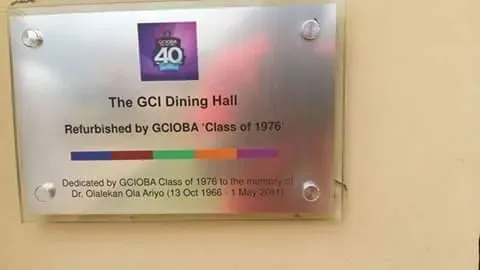 GCIOBA
40
The GCI Dining Hall
Refurbished by GCIOBA 'Class of 1976'
Dedicated by GCIOBA Class of 1976 to the memory of
Dr. Olalekan Ola Ariyo (13 Oct 1966 - 1 May 2011)